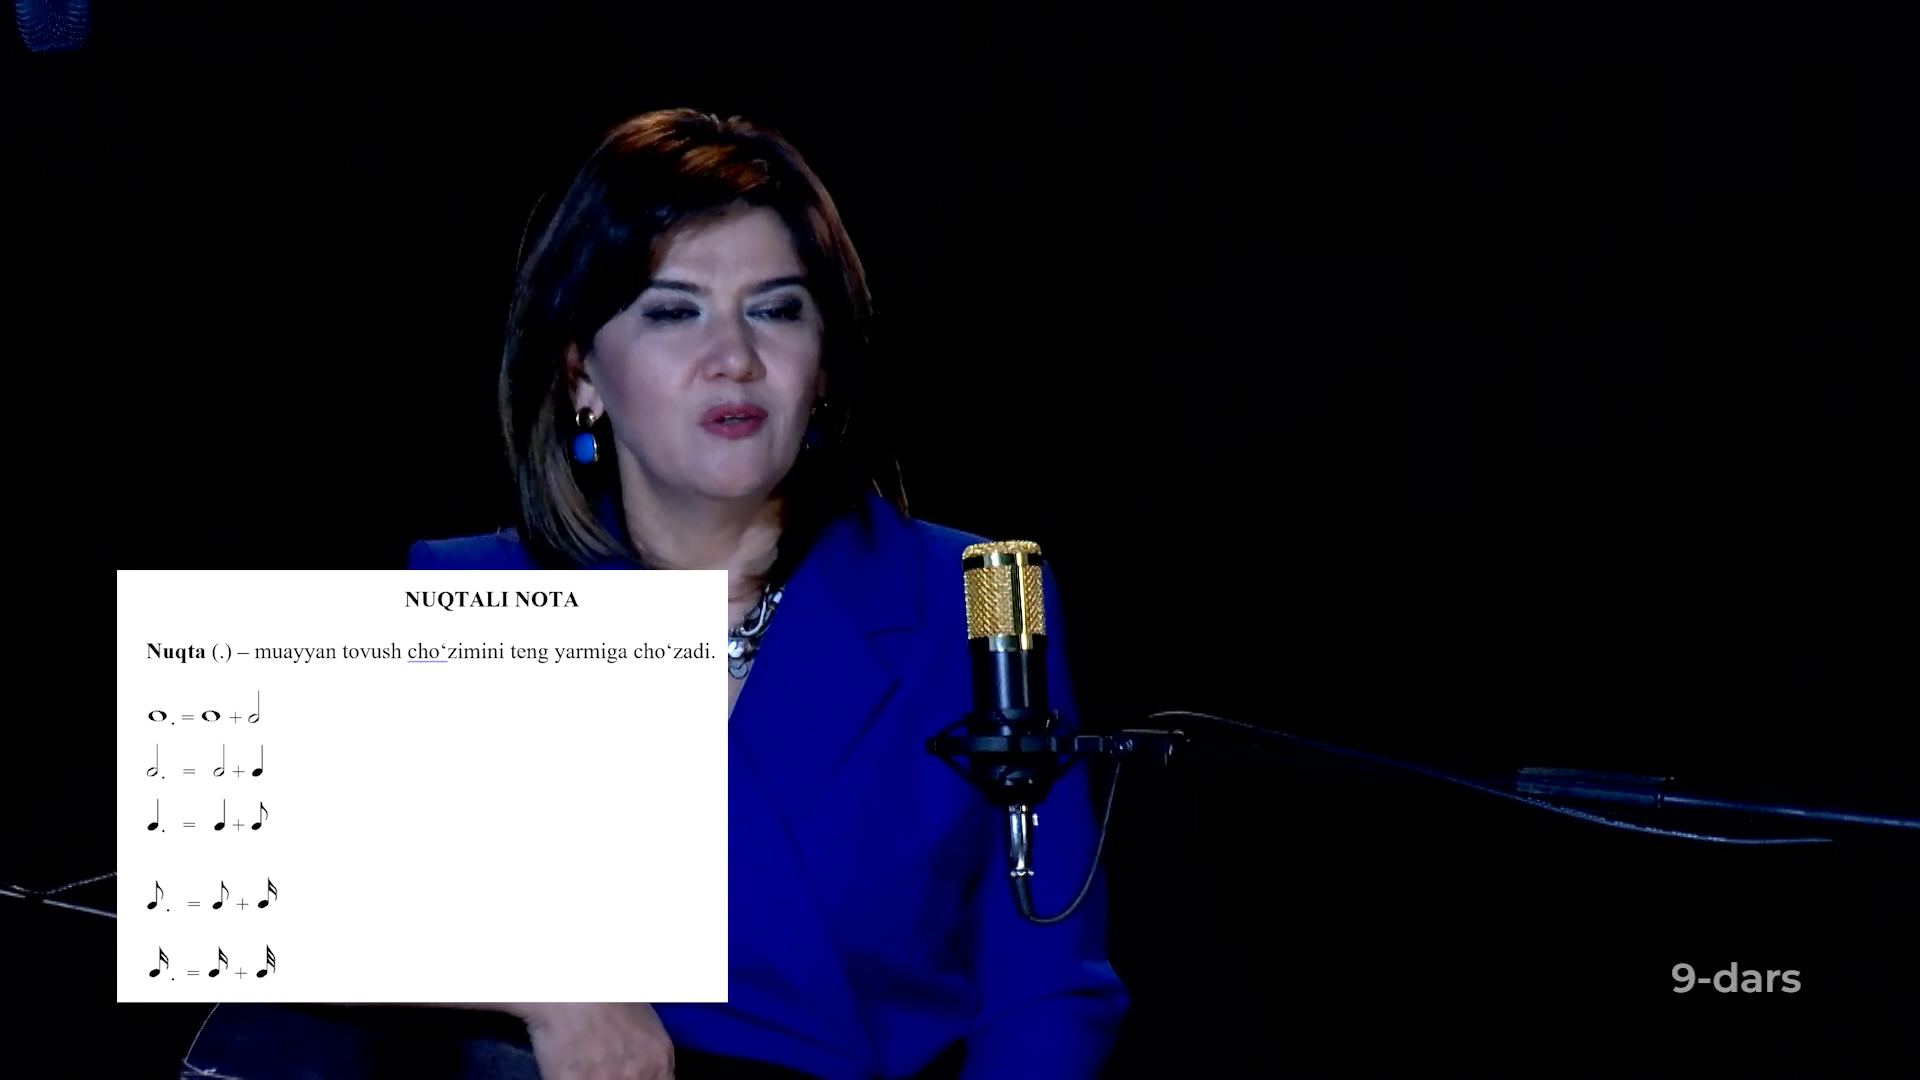 NUQTALI NOTA
Nuqta (.) – muayyan tovush cho‘zimini teng yarmiga cho‘zadi.
. = +
. = +
. = +
. = +
. = +
9-dars